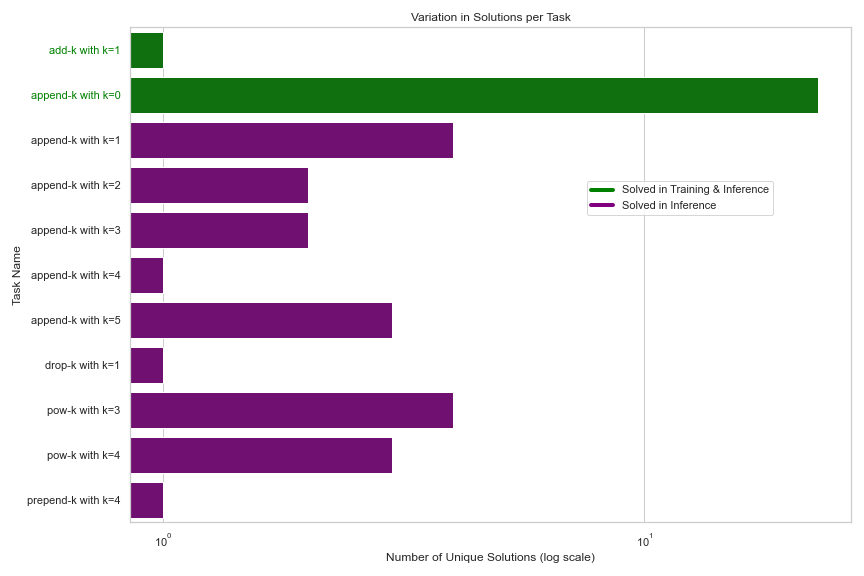 Variation in Solutions per Task
add-k with k=1
append-k with k=0
append-k with k=1
append-k with k=2
append-k with k=3
append-k with k=4
append-k with k=5
drop-k with k=1
pow-k with k=3
pow-k with k=4
prepend-k with k=4
Task Name
Solved in Training & Inference
Solved in Inference
10⁰ 10¹
Number of Unique Solutions (log scale)